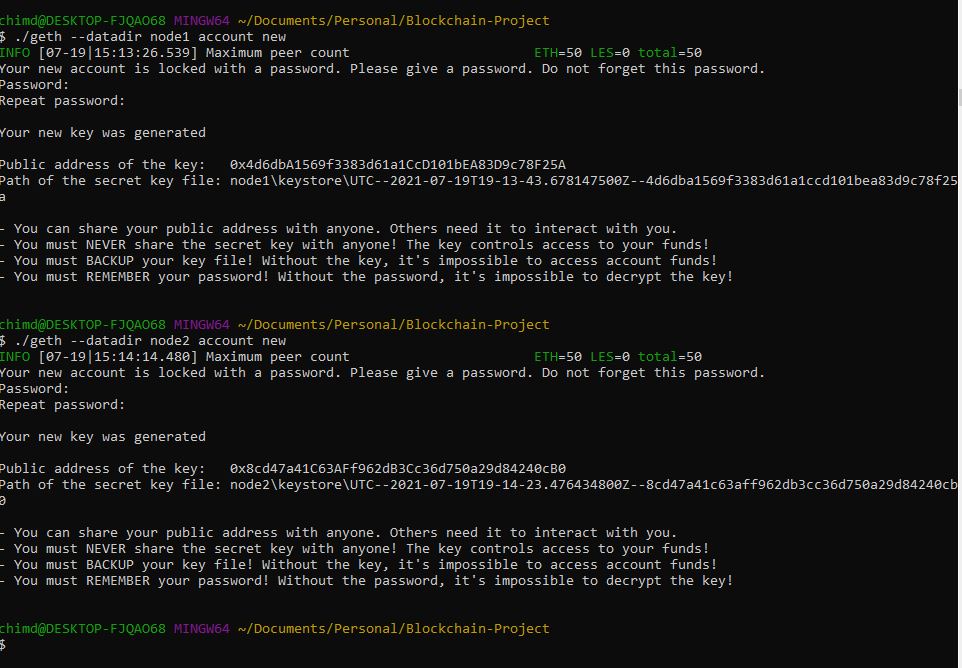 chimd@DESKTOP-FJQAO68 MINGW64 ~/Documents/Personal/Blockchain-Project
$ ./geth --datadir node1 account new
INFO [07-19|15:13:26.539] Maximum peer count                       ETH=50 LES=0 total=50
Your new account is locked with a password. Please give a password. Do not forget this password.
Password:
Repeat password:
Your new key was generated
Public address of the key:   0x4d6dbA1569f3383d61a1CcD101bEA83D9c78F25A
Path of the secret key file: node1\keystore\UTC--2021-07-19T19-13-43.678147500Z--4d6dba1569f3383d61a1ccd101bea83d9c78f25
a
- You can share your public address with anyone. Others need it to interact with you.
- You must NEVER share the secret key with anyone! The key controls access to your funds!
- You must BACKUP your key file! Without the key, it's impossible to access account funds!
- You must REMEMBER your password! Without the password, it's impossible to decrypt the key!
chimd@DESKTOP-FJQAO68 MINGW64 ~/Documents/Personal/Blockchain-Project
$ ./geth --datadir node2 account new
INFO [07-19|15:14:14.480] Maximum peer count                       ETH=50 LES=0 total=50
Your new account is locked with a password. Please give a password. Do not forget this password.
Password:
Repeat password:
Your new key was generated
Public address of the key:   0x8cd47a41C63AFf962dB3Cc36d750a29d84240cB0
Path of the secret key file: node2\keystore\UTC--2021-07-19T19-14-23.476434800Z--8cd47a41c63aff962db3cc36d750a29d84240cb
0
- You can share your public address with anyone. Others need it to interact with you.
- You must NEVER share the secret key with anyone! The key controls access to your funds!
- You must BACKUP your key file! Without the key, it's impossible to access account funds!
- You must REMEMBER your password! Without the password, it's impossible to decrypt the key!
chimd@DESKTOP-FJQAO68 MINGW64 ~/Documents/Personal/Blockchain-Project
$